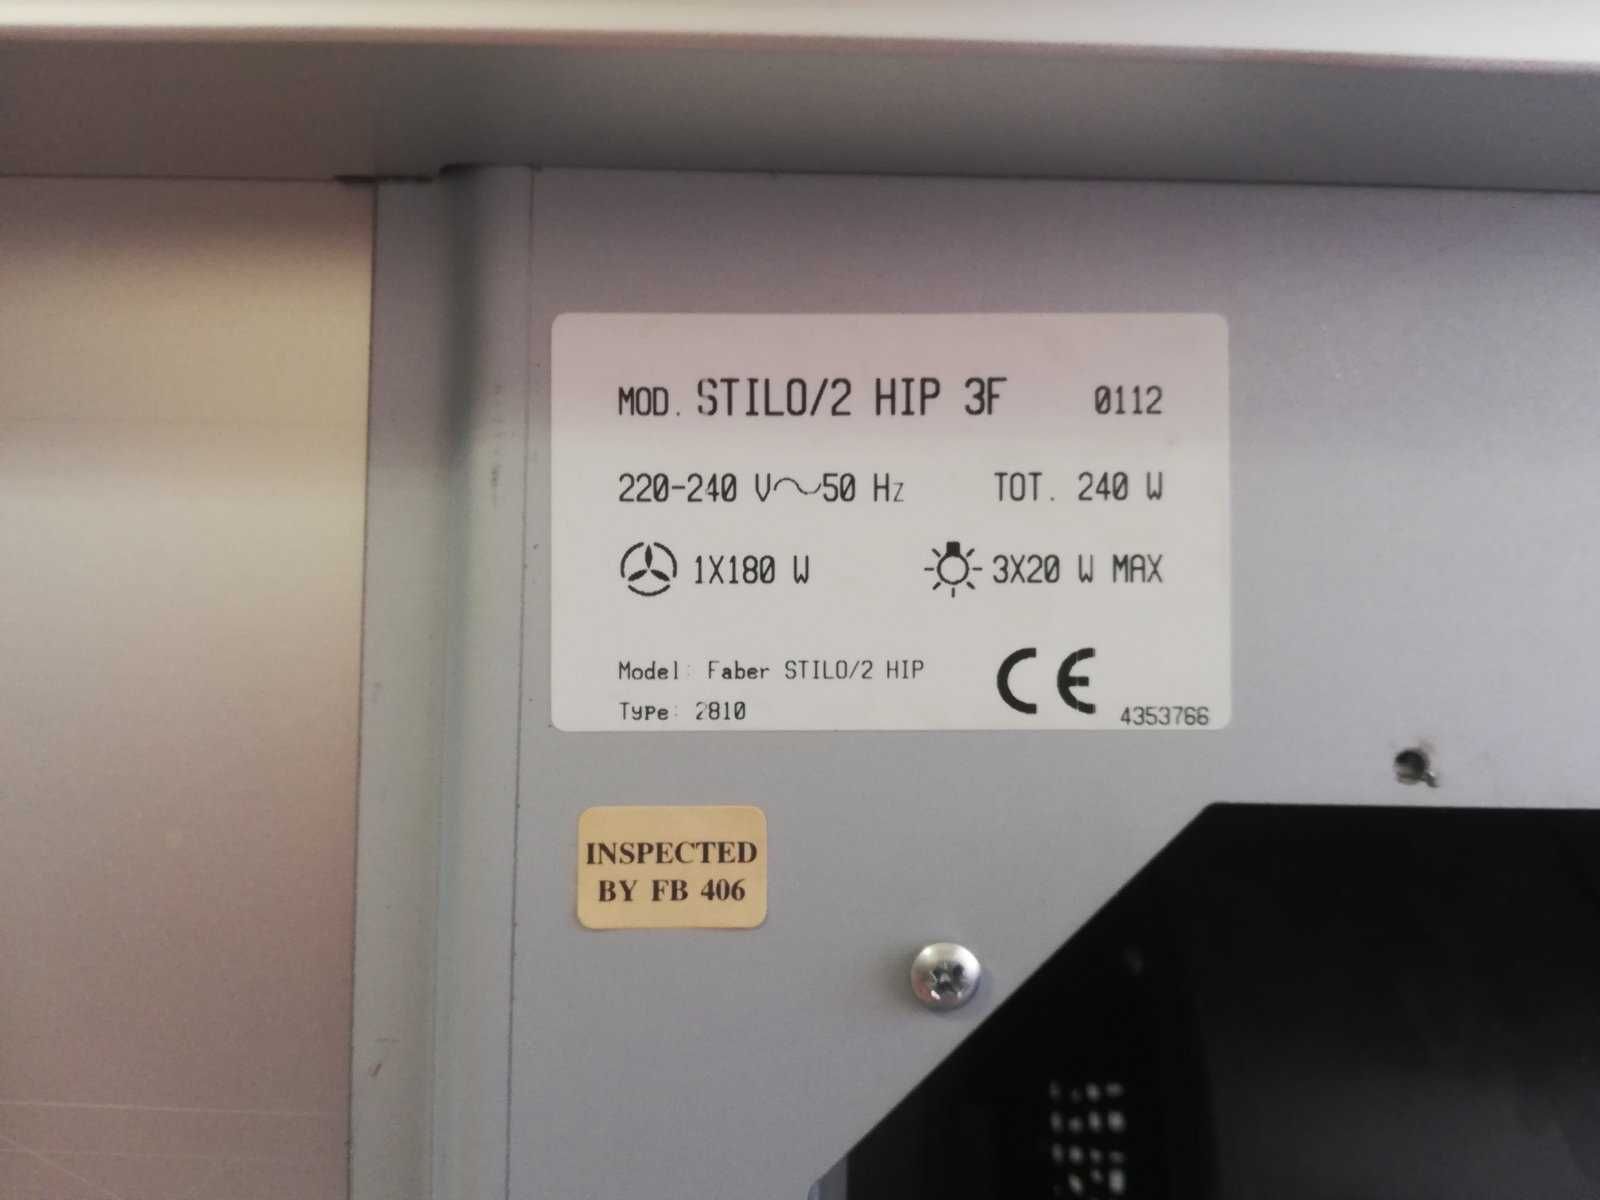 MOD. STILO/2 HIP 3F 0112
220-240 V~50 Hz TOT. 240 W
1X180 W 3X20 W MAX
Model: Faber STILO/2 HIP
Type: 2810
CE 4353766
INSPECTED
BY FB 406